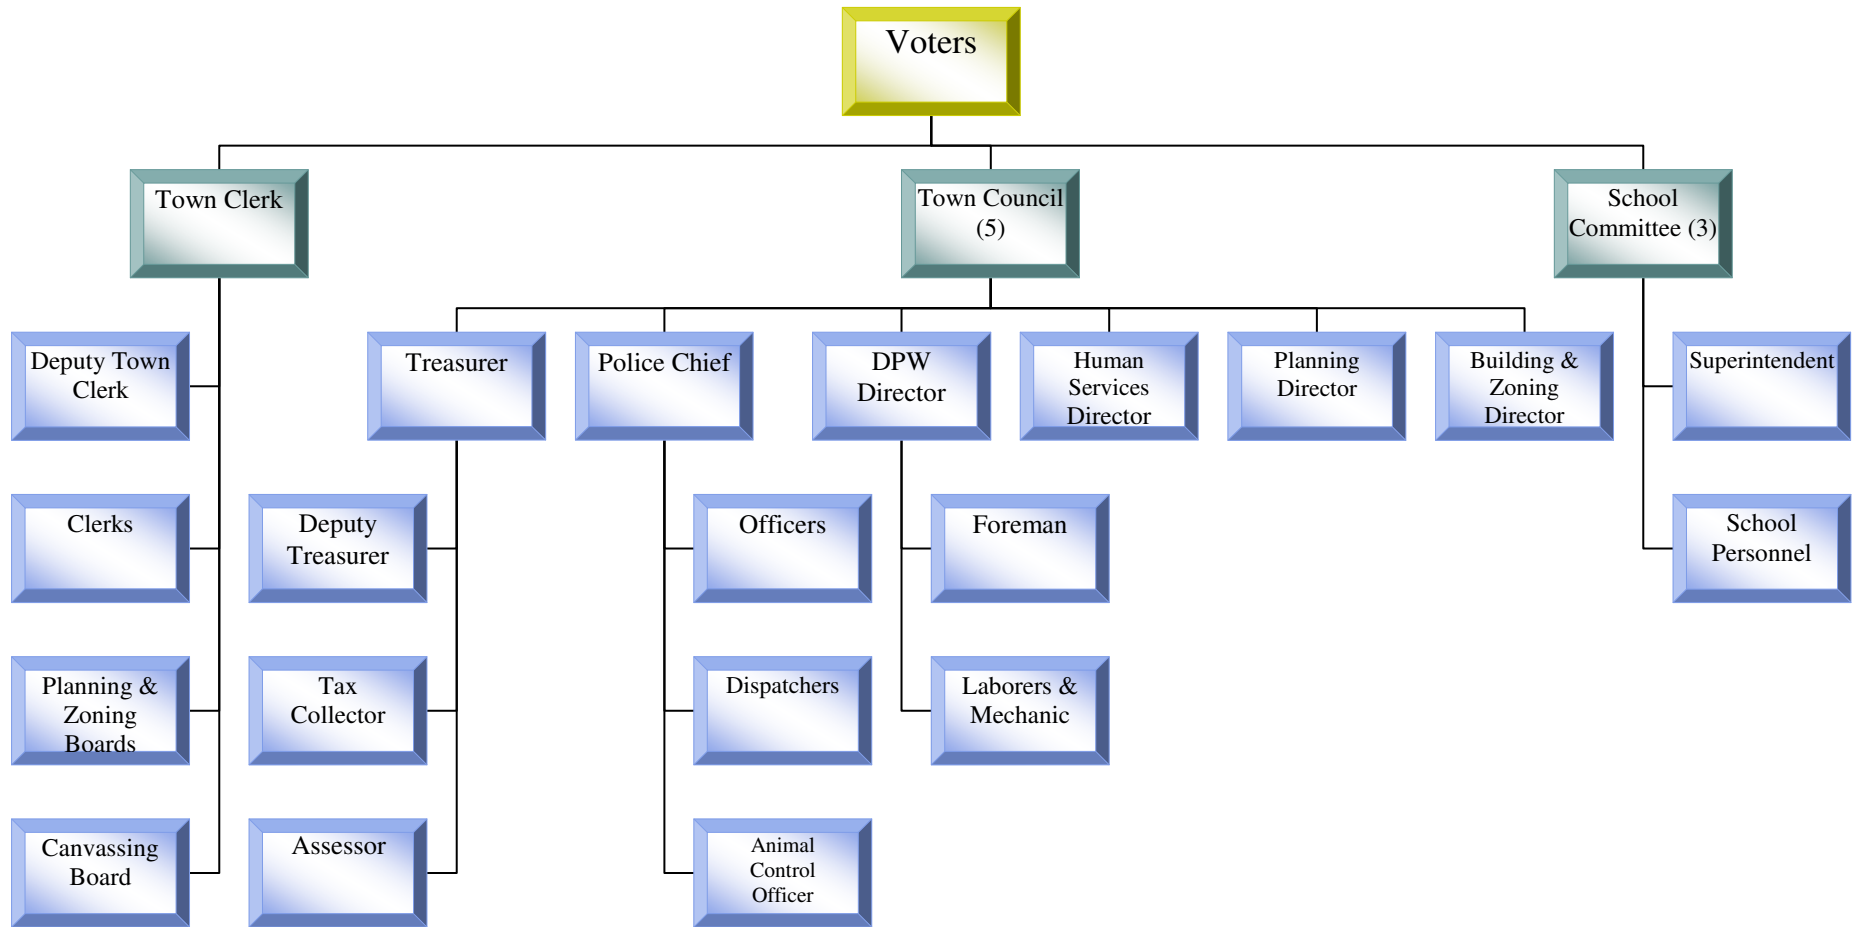 Voters
Town Clerk
Town Council
(5)
School
Committee (3)
Deputy Town
Clerk
Treasurer
Police Chief
DPW
Director
Human
Services
Director
Planning
Director
Building &
Zoning
Director
Superintendent
Clerks
Deputy
Treasurer
Officers
Foreman
School
Personnel
Planning &
Zoning
Boards
Tax
Collector
Dispatchers
Laborers &
Mechanic
Canvassing
Board
Assessor
Animal
Control
Officer